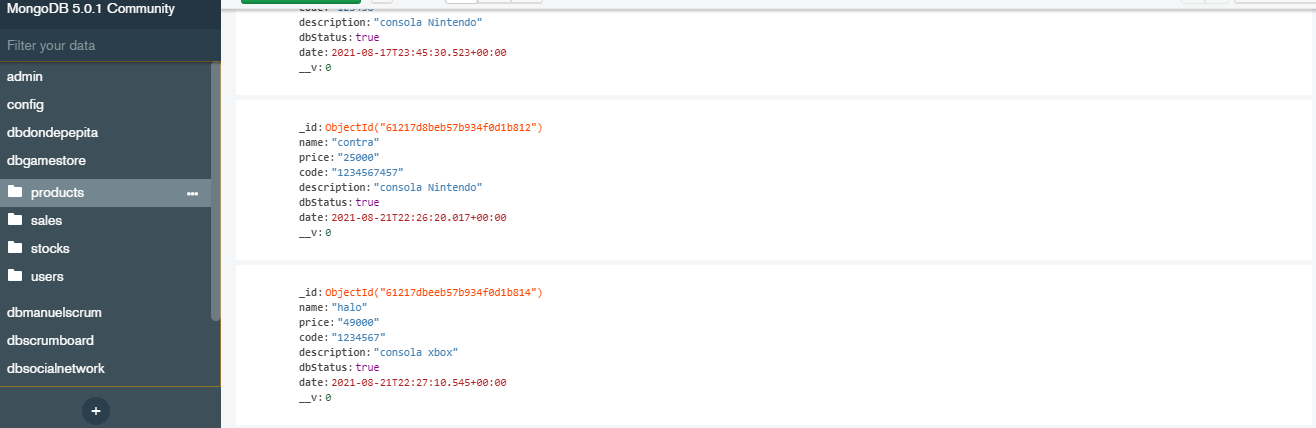 MongoDB 5.0.1 Community
Filter your data
admin
config
dbdondepepita
dbgamestore
products
sales
stocks
users
dbmanuelscrum
dbscrumboard
dbsocialnetwork
description: "consola Nintendo"
dbStatus: true
date: 2021-08-17T23:45:30.523+00:00
__v: 0
_id: ObjectId("61217d8beb57b934f0d1b812")
name: "contra"
price: "25000"
code: "1234567457"
description: "consola Nintendo"
dbStatus: true
date: 2021-08-21T22:26:20.017+00:00
__v: 0
_id: ObjectId("61217dbeeb57b934f0d1b814")
name: "halo"
price: "49000"
code: "1234567"
description: "consola xbox"
dbStatus: true
date: 2021-08-21T22:27:10.545+00:00
__v: 0